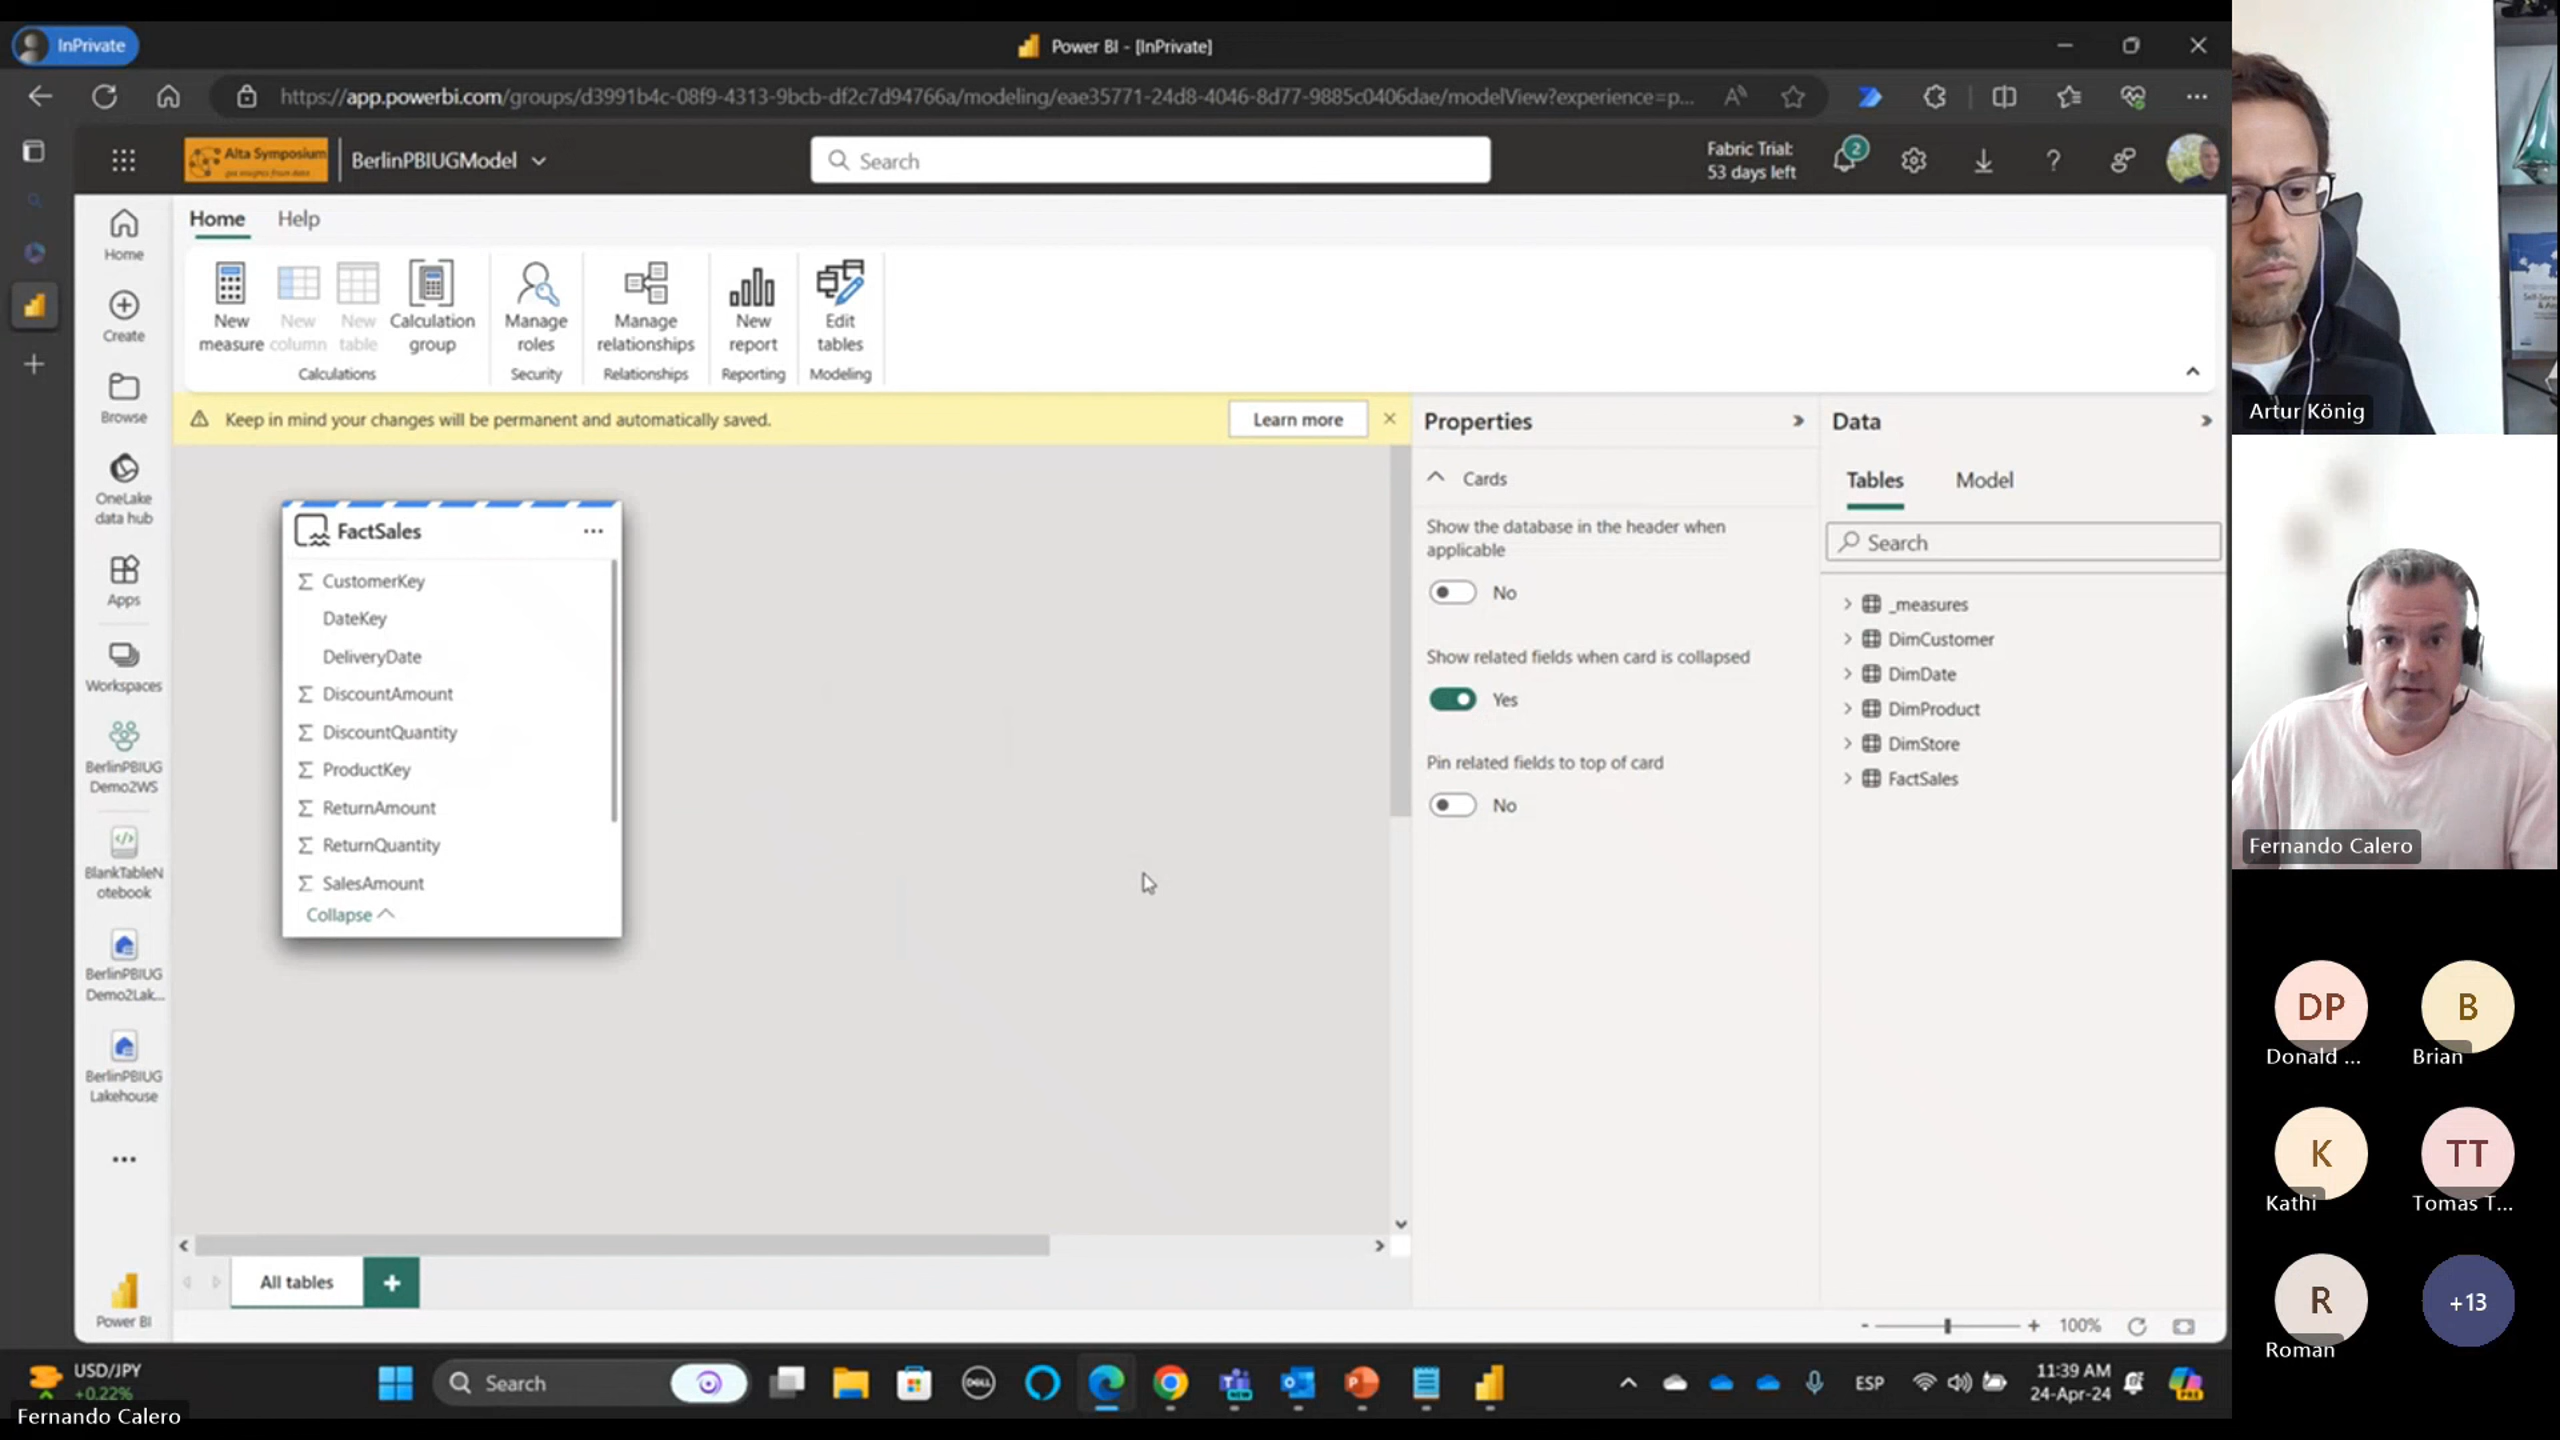 InPrivate
Power BI - [InPrivate]
https://app.powerbi.com/groups/d3991b4c-08f9-4313-9bcb-df2c7d94766a/modeling/eae35771-24d8-4046-8d77-9885c0406dae/modelView?experience=p...
Alta Symposium
get insights from data
BerlinPBIUGModel
Search
Fabric Trial:
53 days left
2
Home
Help
New
measure
New
column
New
table
Calculation
group
Calculations
Manage
roles
Security
Manage
relationships
Relationships
New
report
Reporting
Edit
tables
Modeling
Home
Create
Browse
OneLake
data hub
Apps
Workspaces
BerlinPBIUG
Demo2WS
BlankTableN
otebook
BerlinPBIUG
Demo2Lak...
BerlinPBIUG
Lakehouse
Power BI
Keep in mind your changes will be permanent and automatically saved.
Learn more
FactSales
CustomerKey
DateKey
DeliveryDate
DiscountAmount
DiscountQuantity
ProductKey
ReturnAmount
ReturnQuantity
SalesAmount
Collapse
All tables
Properties
Cards
Show the database in the header when
applicable
No
Show related fields when card is collapsed
Yes
Pin related fields to top of card
No
Data
Tables
Model
Search
_measures
DimCustomer
DimDate
DimProduct
DimStore
FactSales
100%
Artur König
Fernando Calero
DP
Donald ...
B
Brian
K
Kathi
TT
Tomas T...
R
Roman
+13
USD/JPY
+0.22%
Search
DELL
ESP
11:39 AM
24-Apr-24
Fernando Calero